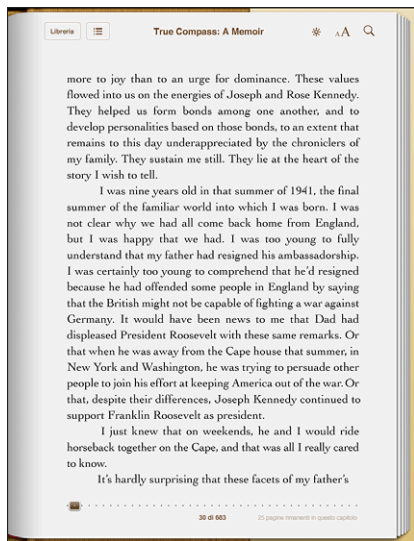 Libreria
True Compass: A Memoir
AA
more to joy than to an urge for dominance. These values
flowed into us on the energies of Joseph and Rose Kennedy.
They helped us form bonds among one another, and to
develop personalities based on those bonds, to an extent that
remains to this day underappreciated by the chroniclers of
my family. They sustain me still. They lie at the heart of the
story I wish to tell.
I was nine years old in that summer of 1941, the final
summer of the familiar world into which I was born. I was
not clear why we had all come back home from England,
but I was happy that we had. I was too young to fully
understand that my father had resigned his ambassadorship.
I was certainly too young to comprehend that he'd resigned
because he had offended some people in England by saying
that the British might not be capable of fighting a war against
Germany. It would have been news to me that Dad had
displeased President Roosevelt with these same remarks. Or
that when he was away from the Cape house that summer, in
New York and Washington, he was trying to persuade other
people to join his effort at keeping America out of the war. Or
that, despite their differences, Joseph Kennedy continued to
support Franklin Roosevelt as president.
I just knew that on weekends, he and I would ride
horseback together on the Cape, and that was all I really cared
to know.
It's hardly surprising that these facets of my father's
30 di 683
25 pagine rimanenti in questo capitolo